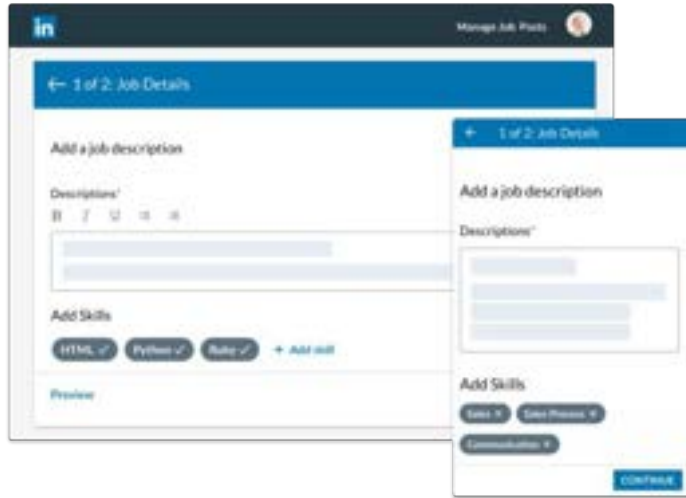 in
Manage Job Posts
← 1 of 2: Job Details
Add a job description
Descriptions*
B I U
Add Skills
HTML ✓ Python ✓ Ruby ✓ + Add skill
Preview
← 1 of 2: Job Details
Add a job description
Descriptions*
Add Skills
Sales × Sales Process ×
Communication ×
CONTINUE